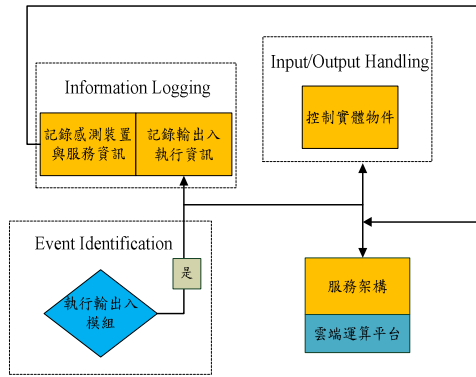 Information Logging
記錄感測裝置
與服務資訊
記錄輸出入
執行資訊
Input/Output Handling
控制實體物件
Event Identification
是
執行輸出入
模組
服務架構
雲端運算平台